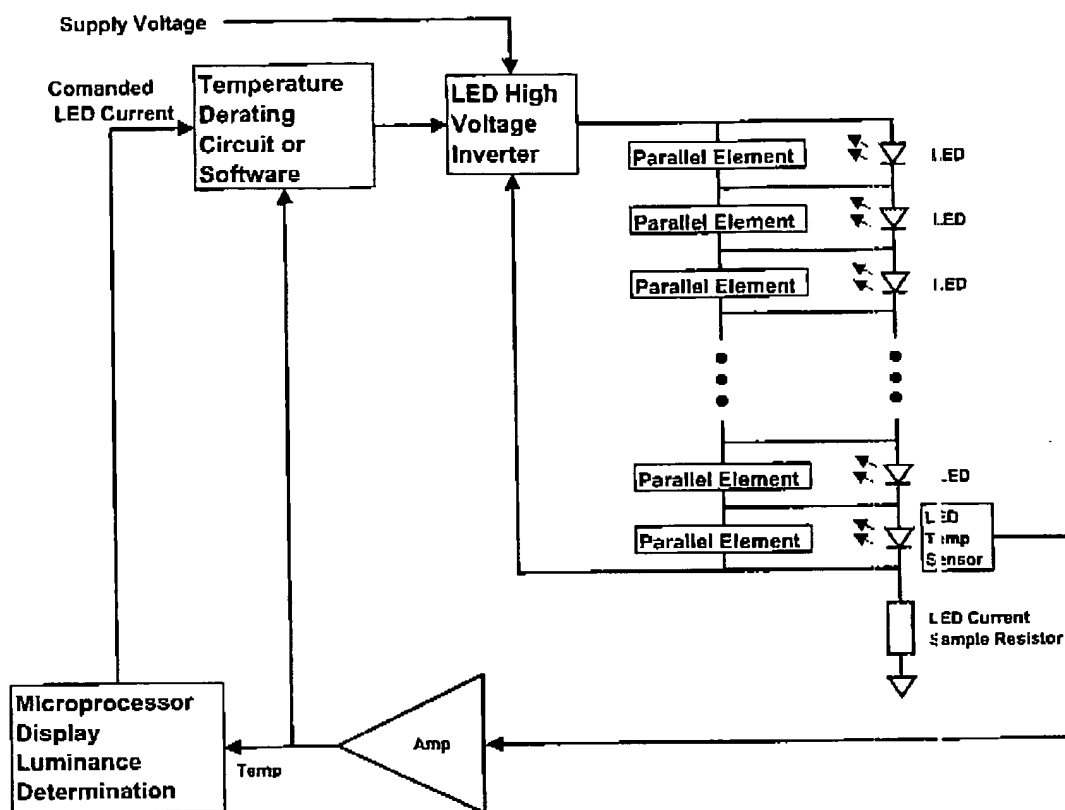 Supply Voltage
Comanded
LED Current
Temperature
Derating
Circuit or
Software
LED High
Voltage
Inverter
Parallel Element
LED
Parallel Element
LED
Parallel Element
LED
Parallel Element
LED
Parallel Element
LED
Temp
Sensor
LED Current
Sample Resistor
Microprocessor
Display
Luminance
Determination
Temp
Amp